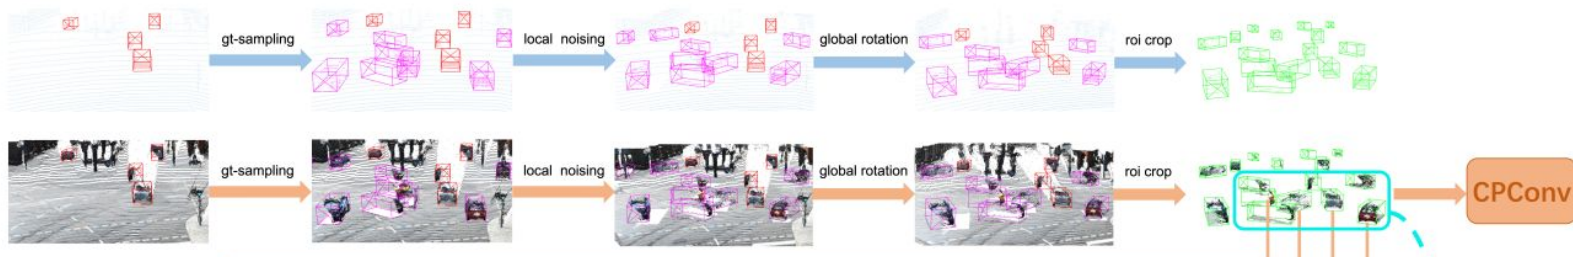 gt-sampling
local noising
global rotation
roi crop
gt-sampling
local noising
global rotation
roi crop
CPConv